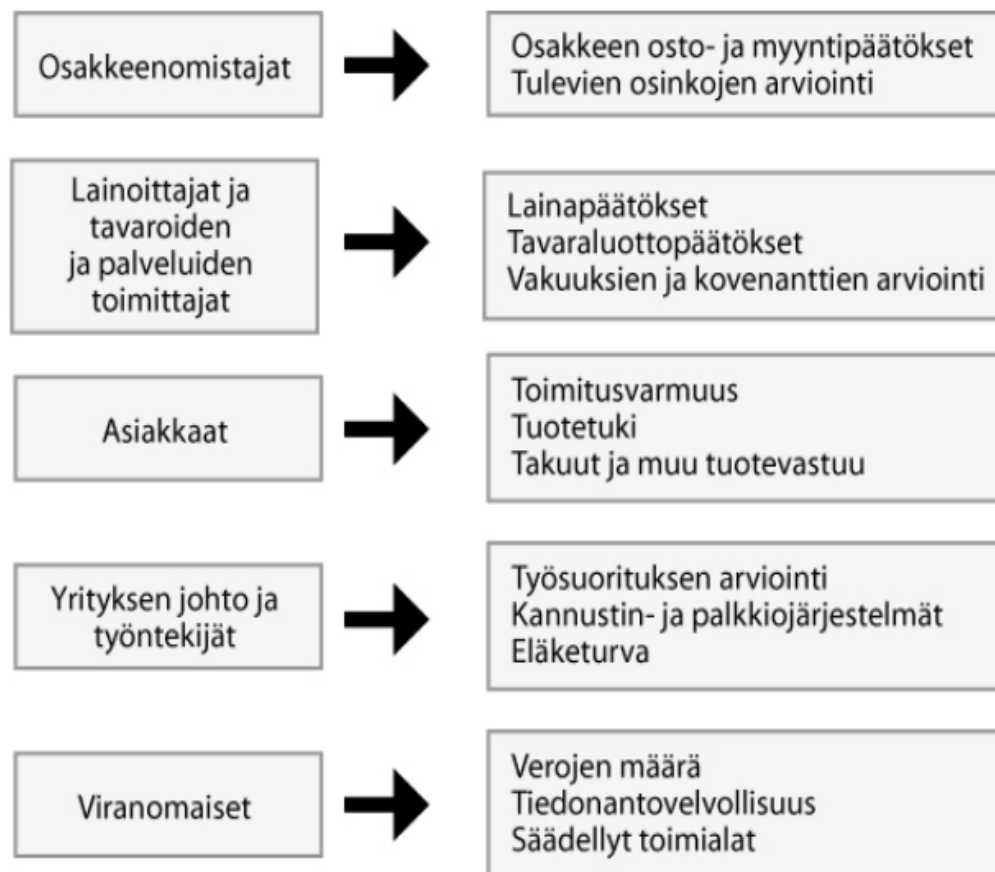 Osakkeenomistajat
Osakkeen osto- ja myyntipäätökset
Tulevien osinkojen arviointi
Lainoittajat ja
tavaroiden
ja palveluiden
toimittajat
Lainapäätökset
Tavaraluottopäätökset
Vakuuksien ja kovenanttien arviointi
Asiakkaat
Toimitusvarmuus
Tuotetuki
Takuut ja muu tuotevastuu
Yrityksen johto ja
työntekijät
Työsuorituksen arviointi
Kannustin- ja palkkiojärjestelmät
Eläketurva
Viranomaiset
Verojen määrä
Tiedonantovelvollisuus
Säädellyt toimialat